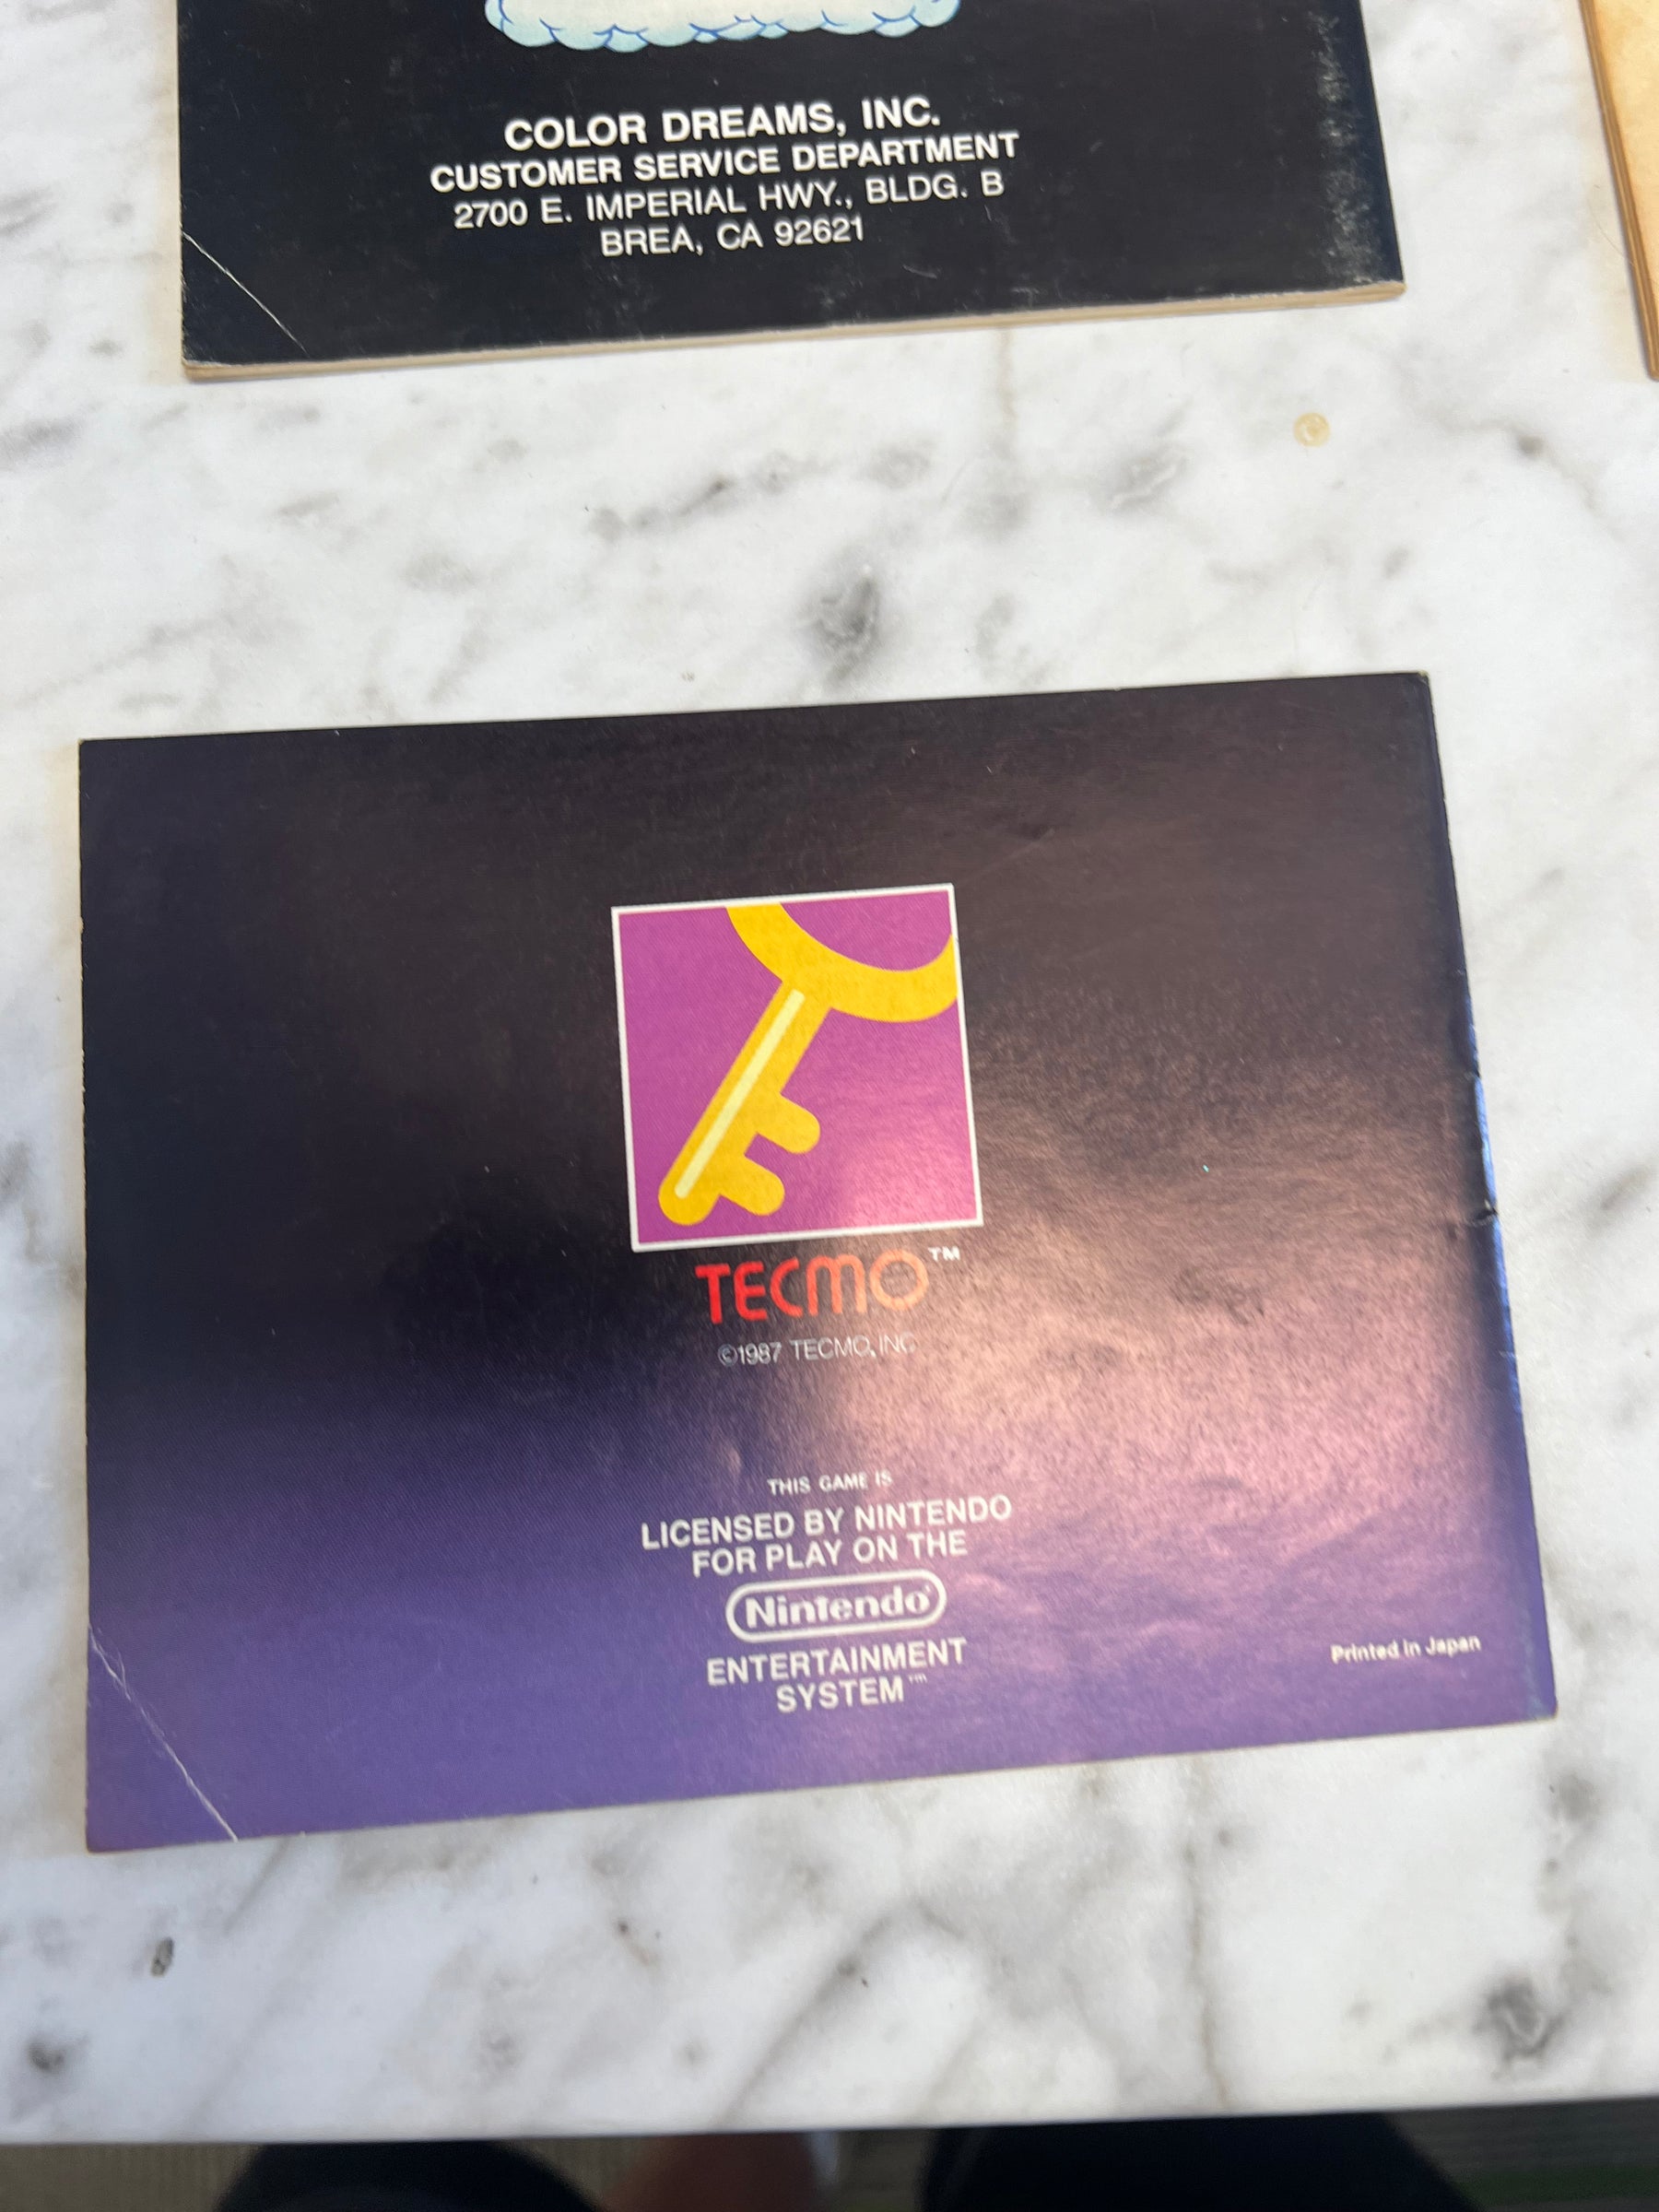 COLOR DREAMS, INC.
CUSTOMER SERVICE DEPARTMENT
2700 E. IMPERIAL HWY., BLDG. B
BREA, CA 92621
TECMO™
©1987 TECMO, INC
THIS GAME IS
LICENSED BY NINTENDO
FOR PLAY ON THE
Nintendo
ENTERTAINMENT
SYSTEM™
Printed in Japan